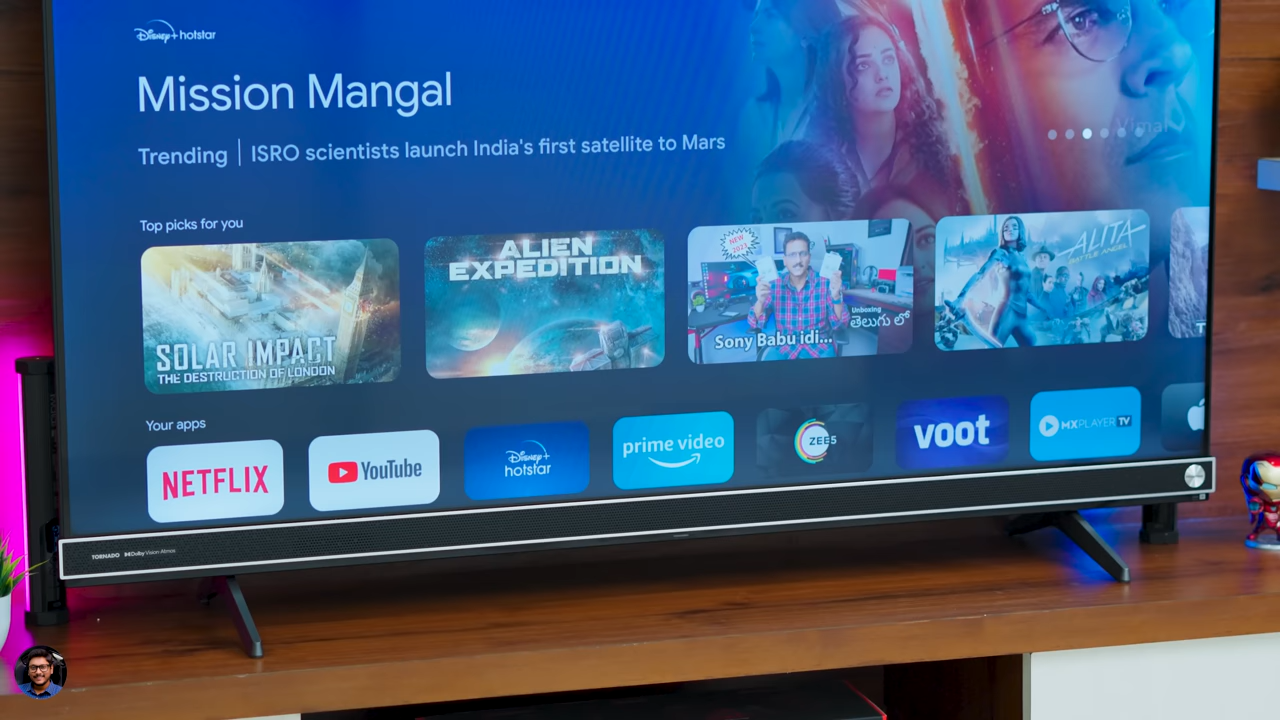 Disney+ hotstar
Mission Mangal
Trending | ISRO scientists launch India's first satellite to Mars
Top picks for you
SOLAR IMPACT
THE DESTRUCTION OF LONDON
ALIEN
EXPEDITION
NEW
2023
Unboxing
తెలుగు లో
Sony Babu idi...
ALITA
BATTLE ANGEL
Your apps
NETFLIX
YouTube
Disney+
hotstar
prime video
ZEE5
voot
MXPLAYER TV
TORNADO Dolby Vision Atmos